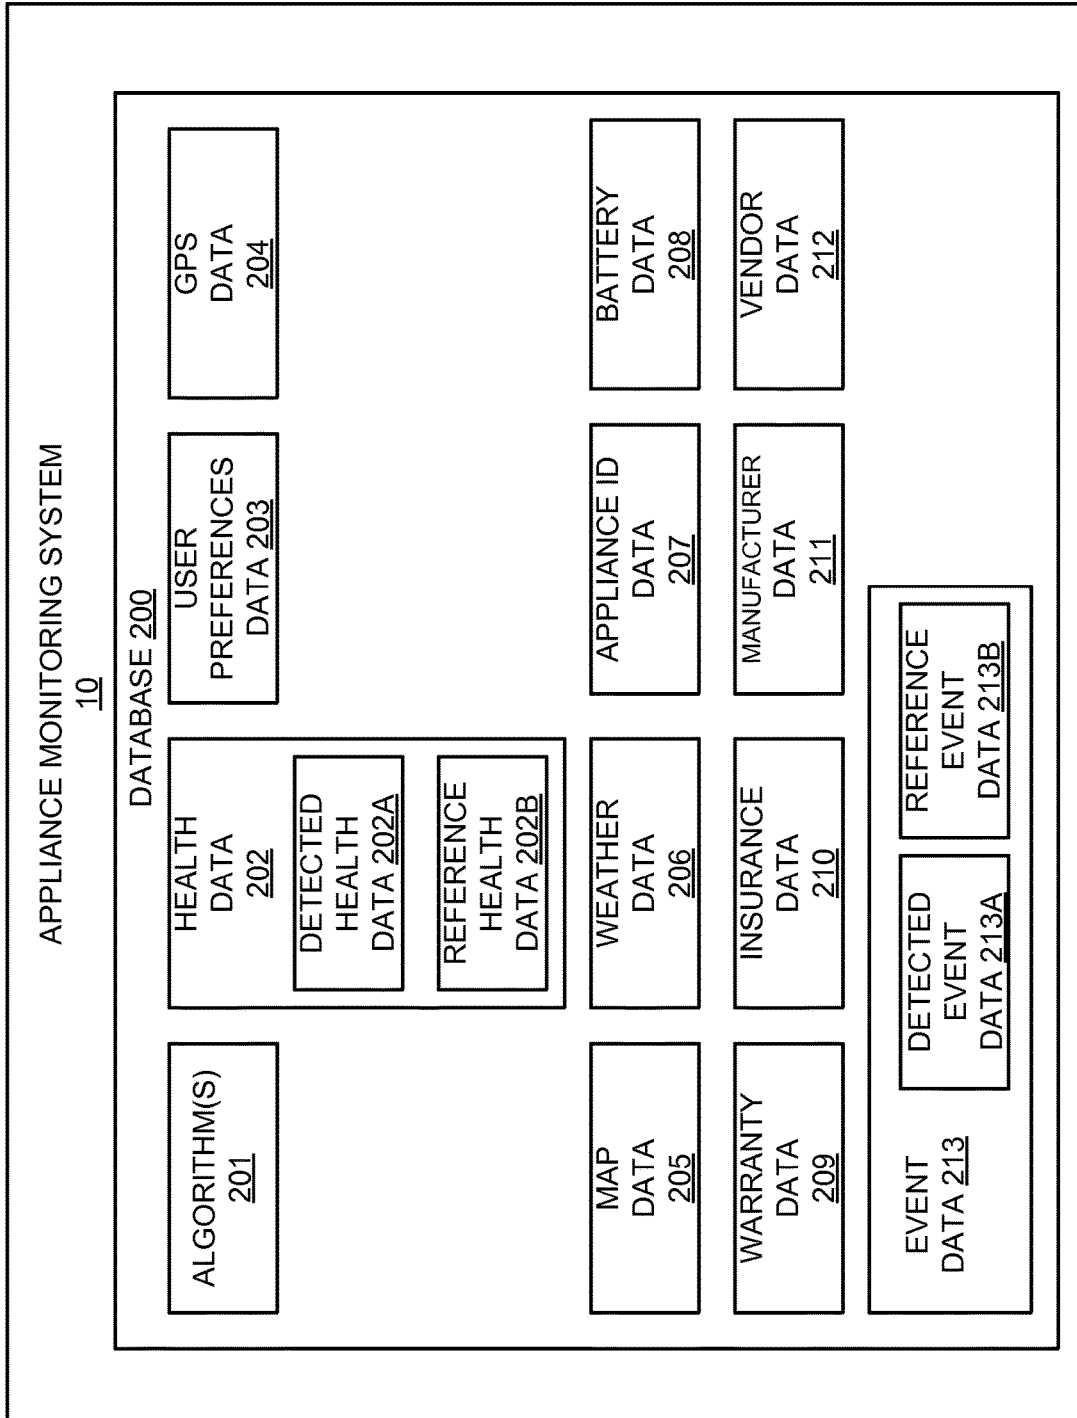 APPLIANCE MONITORING SYSTEM
10
DATABASE 200
ALGORITHM(S)
201
HEALTH
DATA
202
DETECTED
HEALTH
DATA 202A
REFERENCE
HEALTH
DATA 202B
USER
PREFERENCES
DATA 203
GPS
DATA
204
MAP
DATA
205
WEATHER
DATA
206
APPLIANCE ID
DATA
207
BATTERY
DATA
208
WARRANTY
DATA
209
INSURANCE
DATA
210
MANUFACTURER
DATA
211
VENDOR
DATA
212
EVENT
DATA 213
DETECTED
EVENT
DATA 213A
REFERENCE
EVENT
DATA 213B